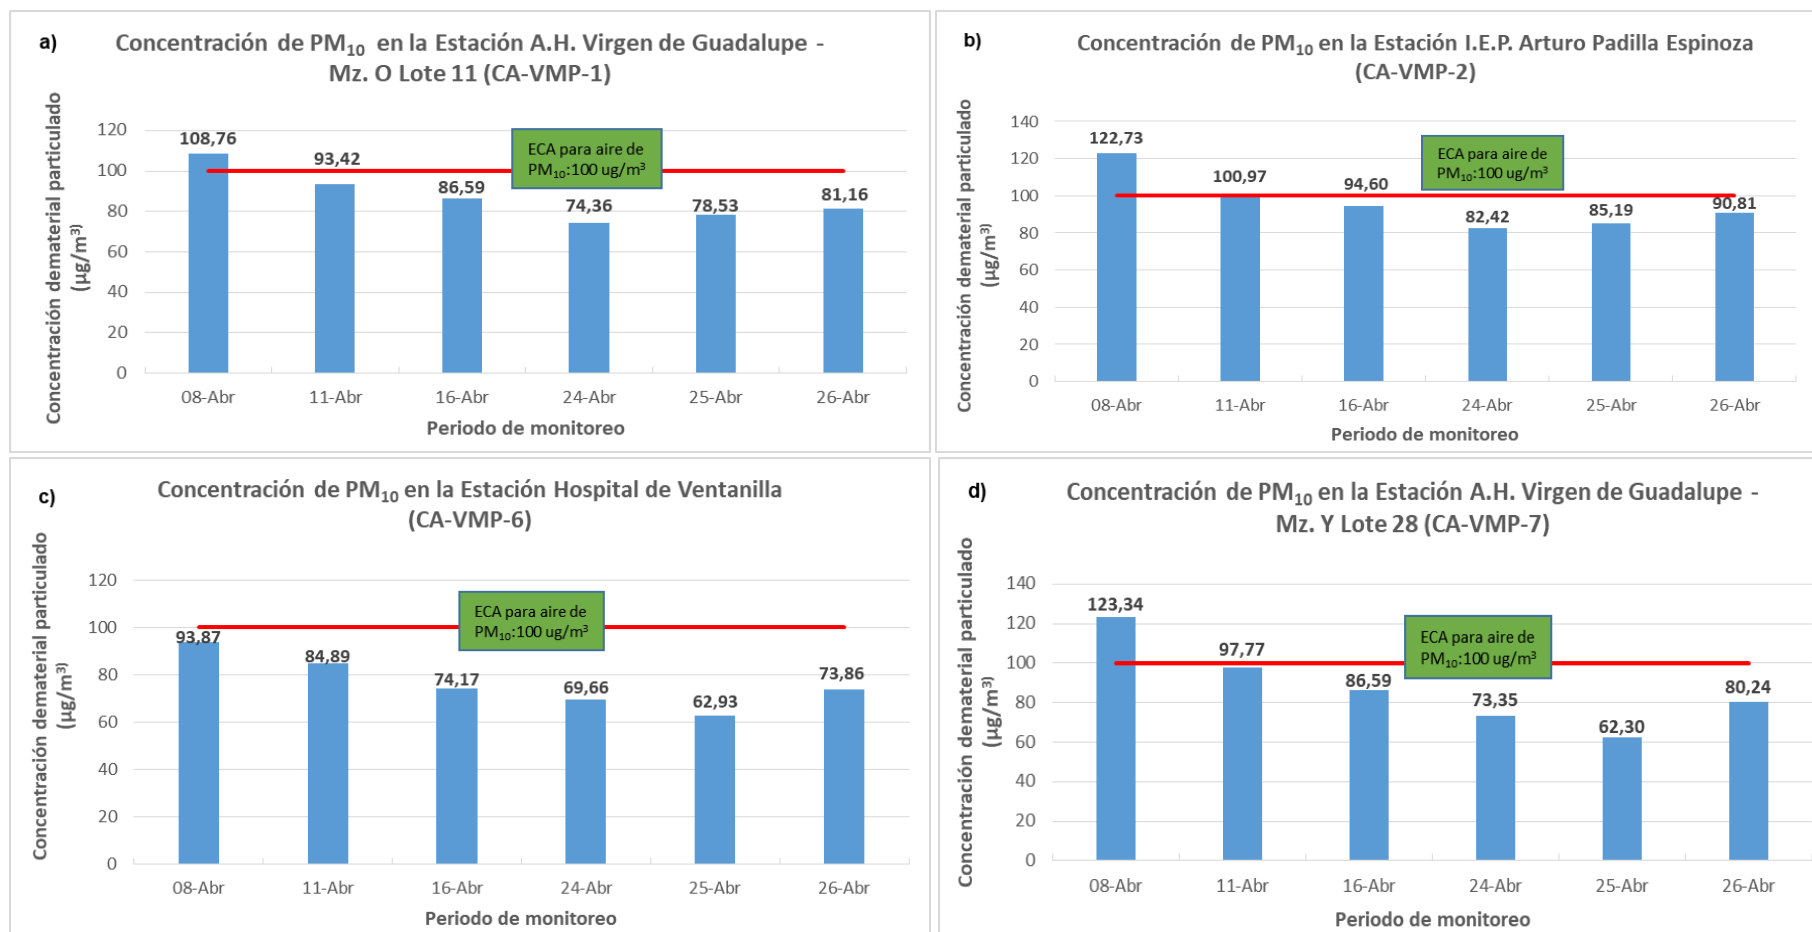 a)
Concentración de PM₁₀ en la Estación A.H. Virgen de Guadalupe -
Mz. O Lote 11 (CA-VMP-1)
Concentración dematerial particulado
(µg/m³)
120
100
80
60
40
20
0
108,76
93,42
86,59
74,36
78,53
81,16
ECA para aire de
PM₁₀:100 ug/m³
08-Abr
11-Abr
16-Abr
24-Abr
25-Abr
26-Abr
Periodo de monitoreo
b)
Concentración de PM₁₀ en la Estación I.E.P. Arturo Padilla Espinoza
(CA-VMP-2)
Concentración dematerial particulado
(µg/m³)
140
120
100
80
60
40
20
0
122,73
100,97
94,60
82,42
85,19
90,81
ECA para aire de
PM₁₀:100 ug/m³
08-Abr
11-Abr
16-Abr
24-Abr
25-Abr
26-Abr
Periodo de monitoreo
c)
Concentración de PM₁₀ en la Estación Hospital de Ventanilla
(CA-VMP-6)
Concentración dematerial particulado
(µg/m³)
120
100
80
60
40
20
0
93,87
84,89
74,17
69,66
62,93
73,86
ECA para aire de
PM₁₀:100 ug/m³
08-Abr
11-Abr
16-Abr
24-Abr
25-Abr
26-Abr
Periodo de monitoreo
d)
Concentración de PM₁₀ en la Estación A.H. Virgen de Guadalupe -
Mz. Y Lote 28 (CA-VMP-7)
Concentración dematerial particulado
(µg/m³)
140
120
100
80
60
40
20
0
123,34
97,77
86,59
73,35
62,30
80,24
ECA para aire de
PM₁₀:100 ug/m³
08-Abr
11-Abr
16-Abr
24-Abr
25-Abr
26-Abr
Periodo de monitoreo